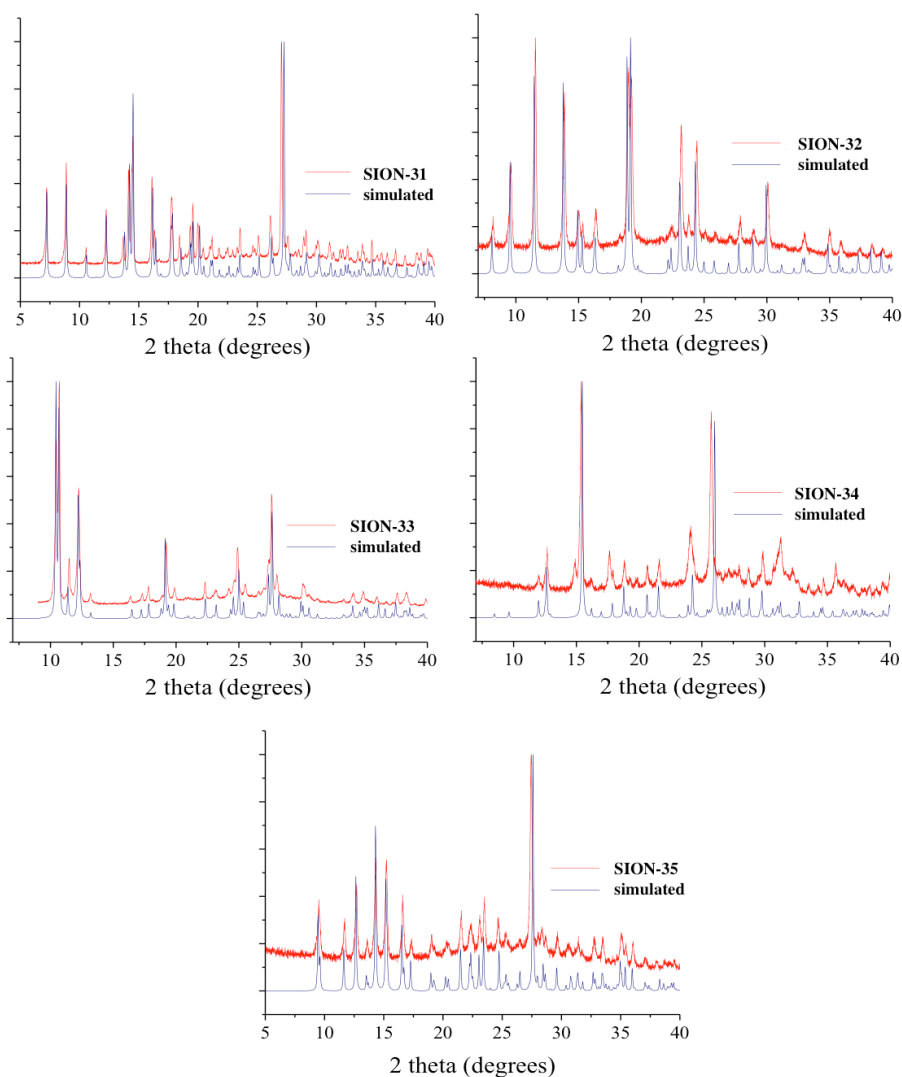 SION-31
simulated
5 10 15 20 25 30 35 40
2 theta (degrees)
SION-32
simulated
10 15 20 25 30 35 40
2 theta (degrees)
SION-33
simulated
10 15 20 25 30 35 40
2 theta (degrees)
SION-34
simulated
10 15 20 25 30 35 40
2 theta (degrees)
SION-35
simulated
5 10 15 20 25 30 35 40
2 theta (degrees)